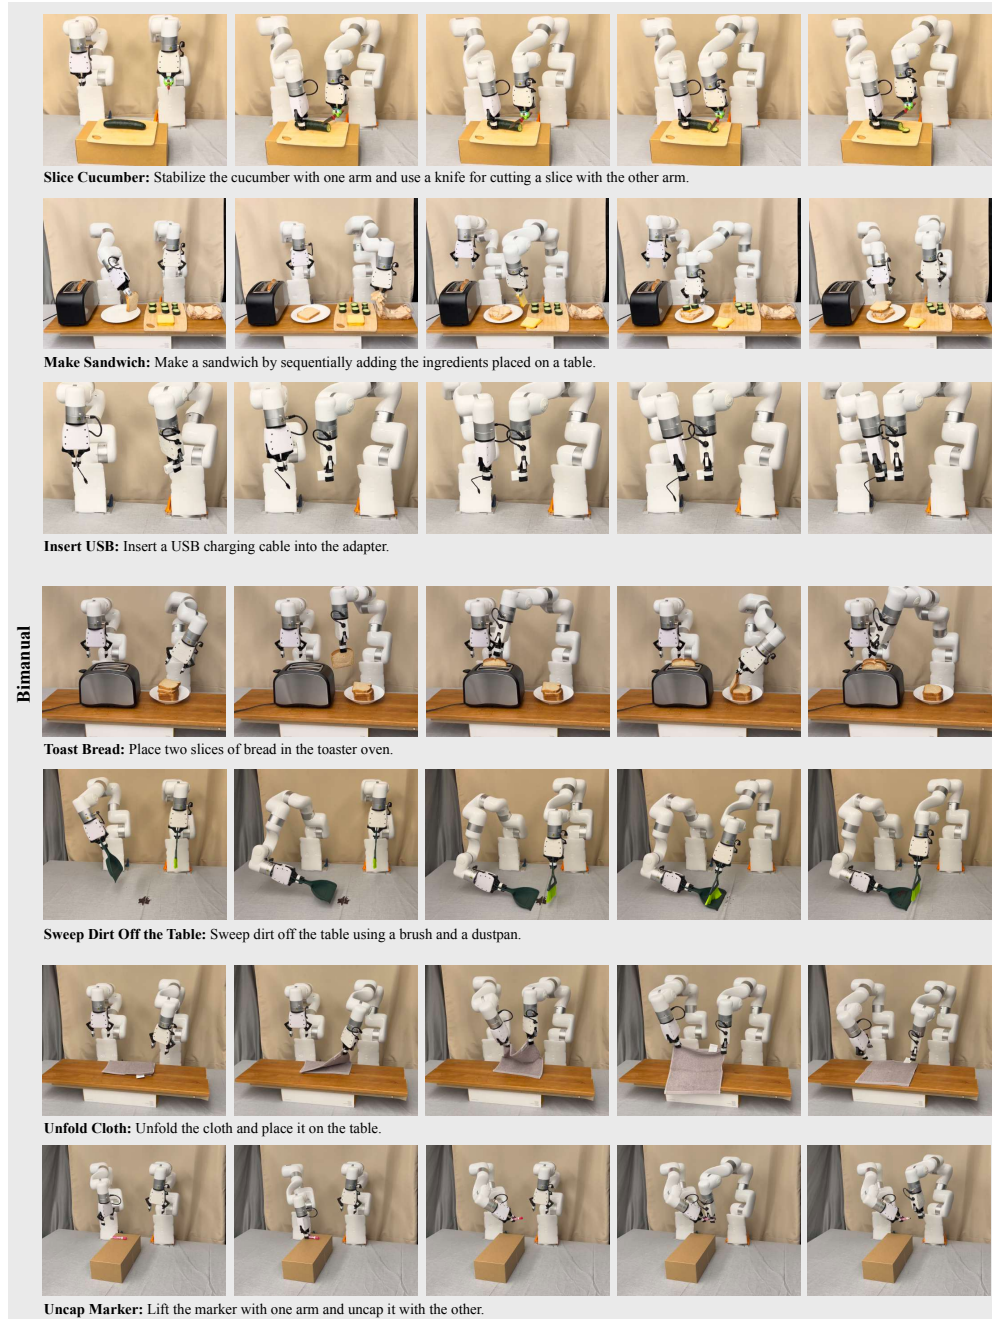 Slice Cucumber: Stabilize the cucumber with one arm and use a knife for cutting a slice with the other arm.
Make Sandwich: Make a sandwich by sequentially adding the ingredients placed on a table.
Insert USB: Insert a USB charging cable into the adapter.
Bimanual
Toast Bread: Place two slices of bread in the toaster oven.
Sweep Dirt Off the Table: Sweep dirt off the table using a brush and a dustpan.
Unfold Cloth: Unfold the cloth and place it on the table.
Uncap Marker: Lift the marker with one arm and uncap it with the other.